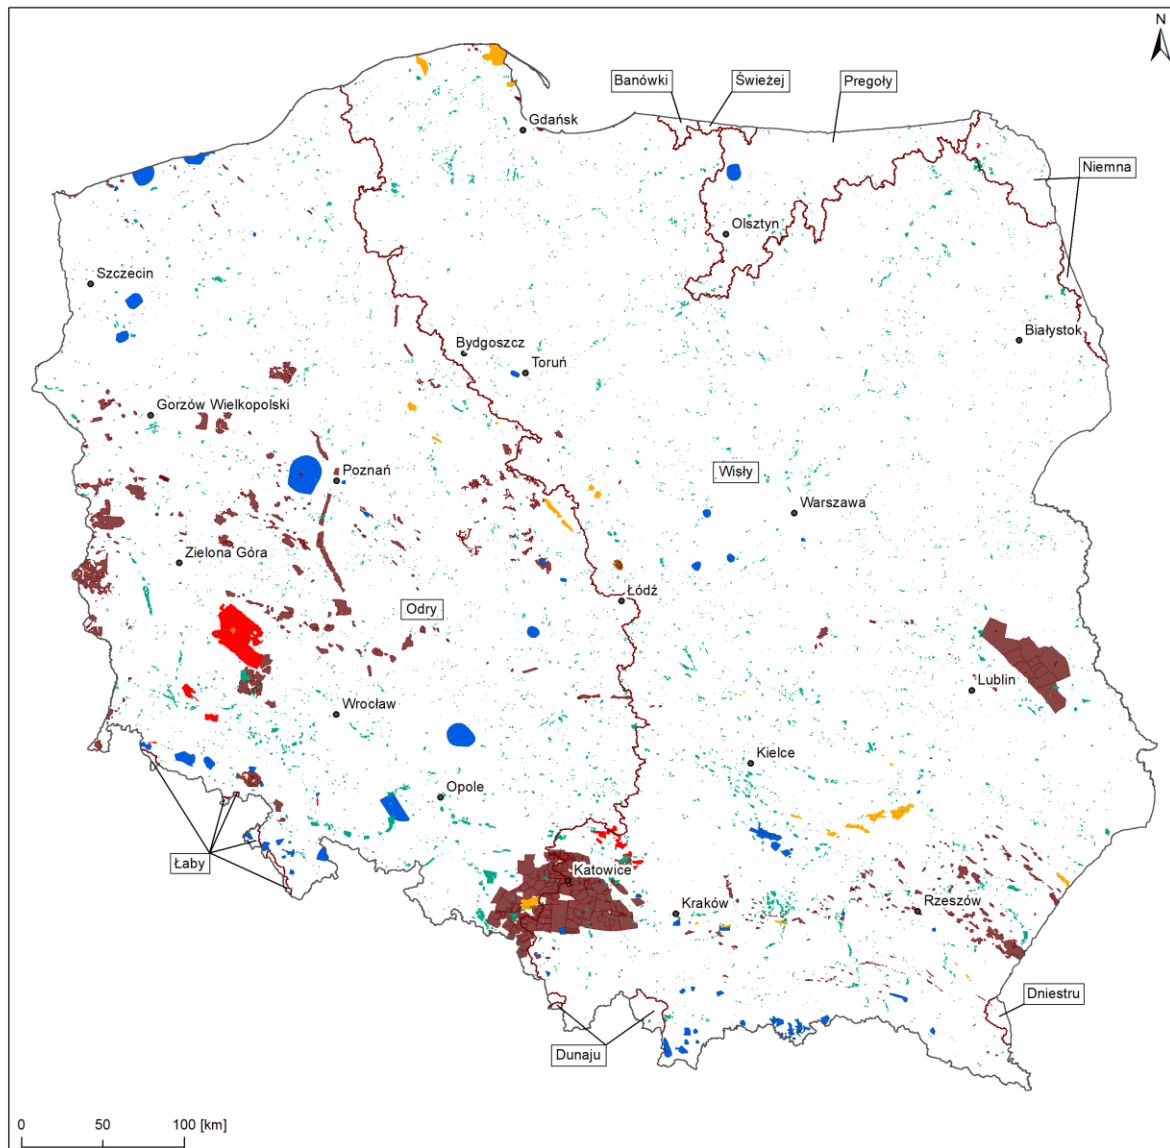 N
Banówki
Świeżej
Pregoły
Gdańsk
Niemna
Olsztyn
Szczecin
Białystok
Bydgoszcz
Toruń
Gorzów Wielkopolski
Wisły
Poznań
Warszawa
Zielona Góra
Łódź
Odry
Lublin
Wrocław
Kielce
Opole
Łaby
Katowice
Kraków
Rzeszów
Dniestru
Dunaju
0 50 100 [km]